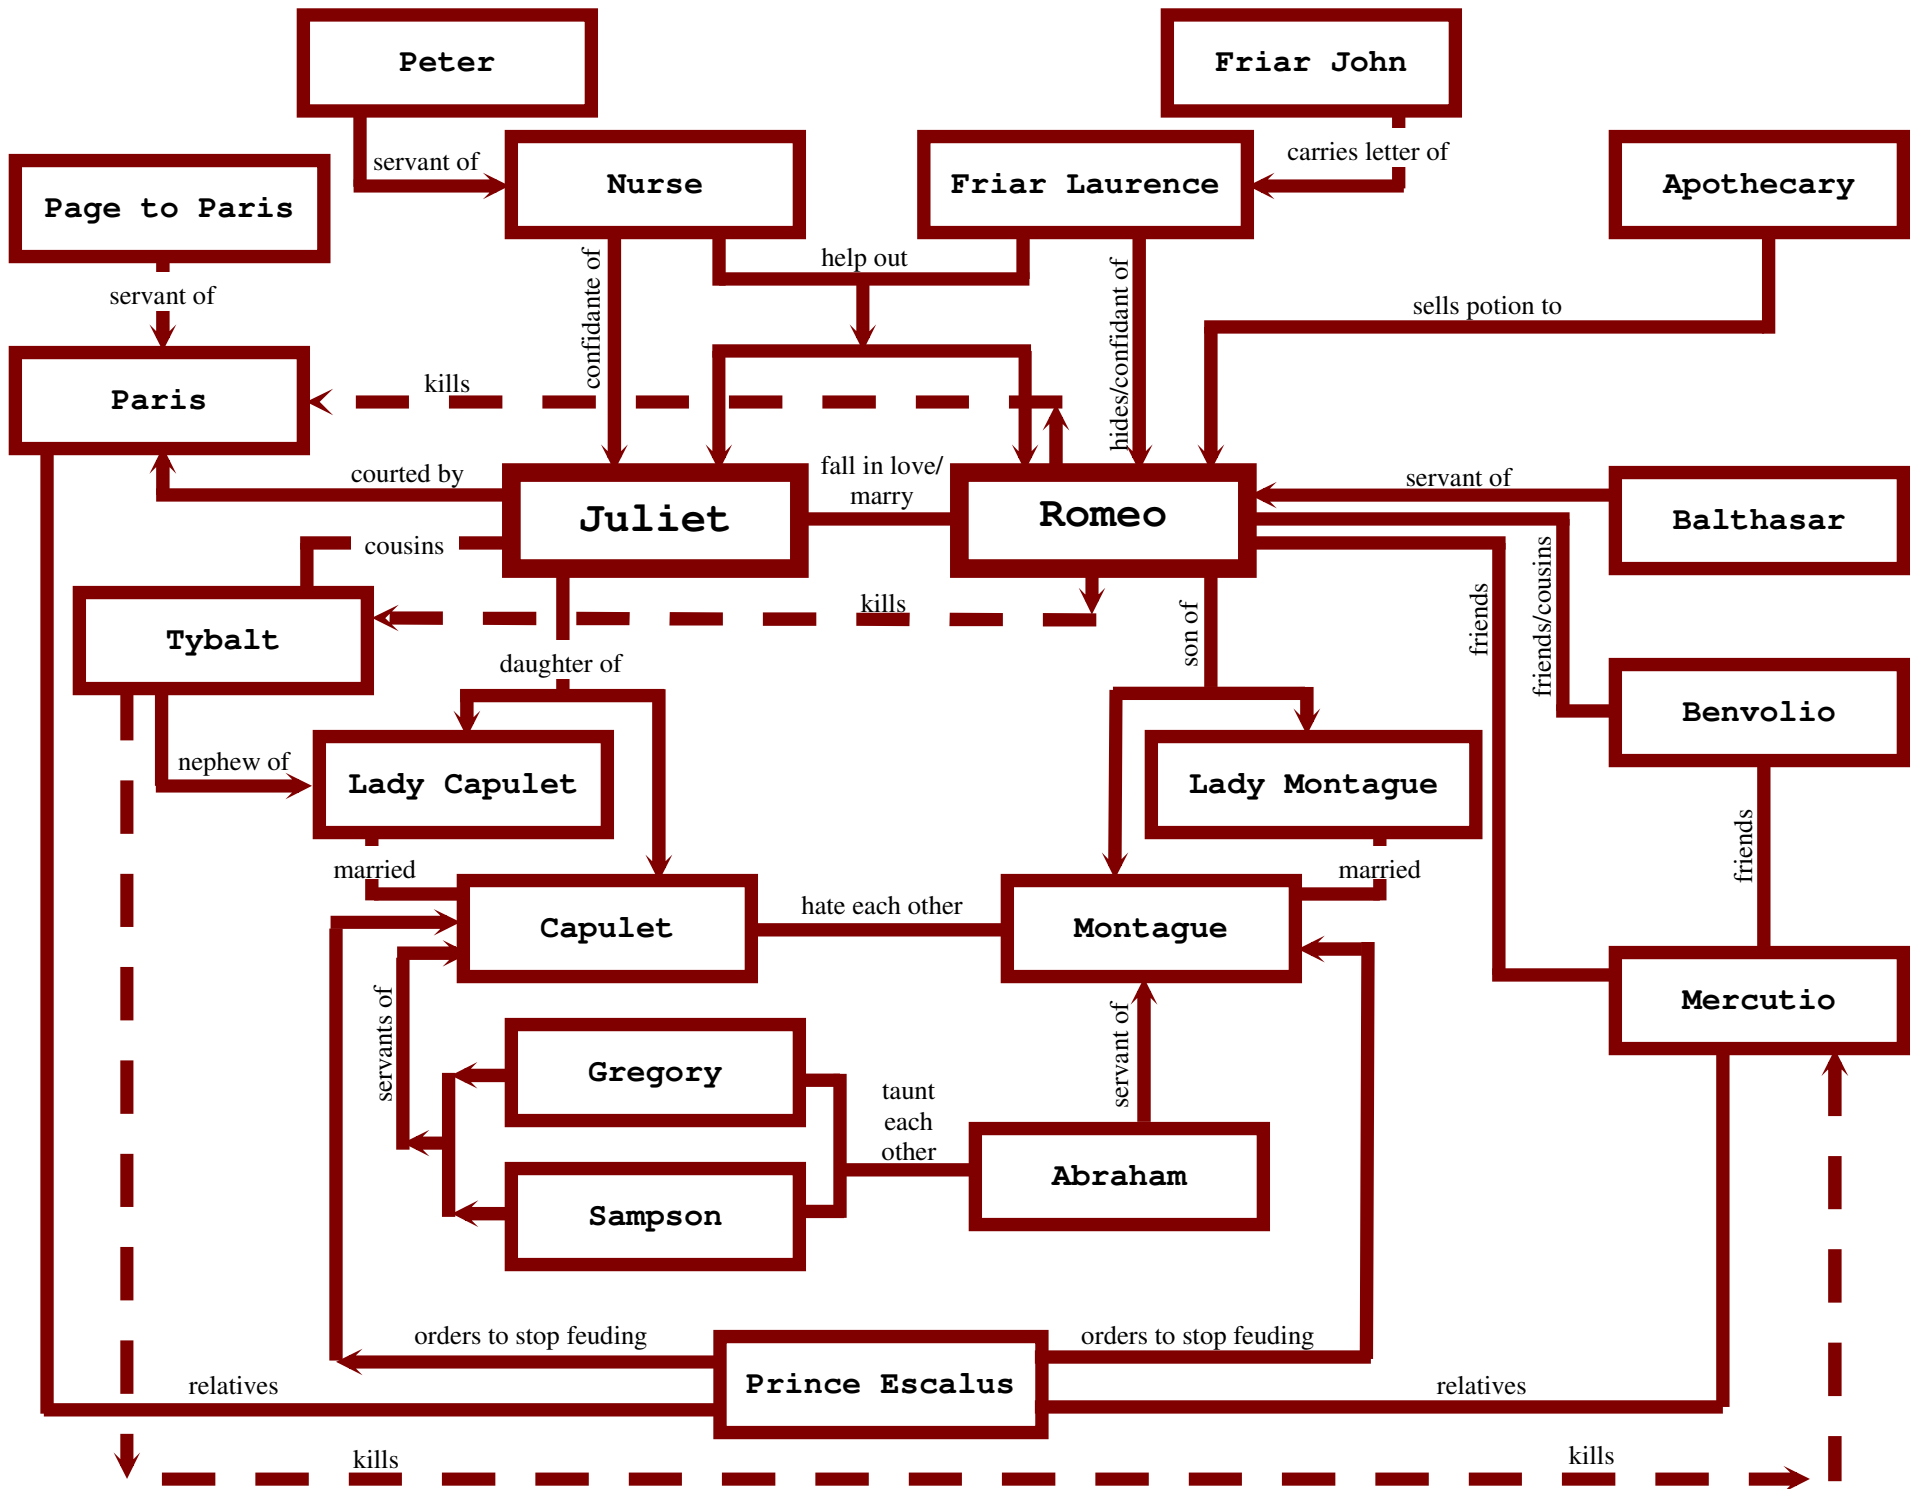 Peter
Friar John
servant of
carries letter of
Nurse
Friar Laurence
Apothecary
Page to Paris
help out
confidante of
hides/confidant of
servant of
sells potion to
Paris
kills
courted by
fall in love/
marry
servant of
Juliet
Romeo
Balthasar
cousins
kills
friends
friends/cousins
Tybalt
son of
daughter of
Benvolio
nephew of
Lady Capulet
Lady Montague
friends
married
married
hate each other
Capulet
Montague
Mercutio
servants of
servant of
Gregory
taunt
each
other
Abraham
Sampson
orders to stop feuding
orders to stop feuding
Prince Escalus
relatives
relatives
kills
kills